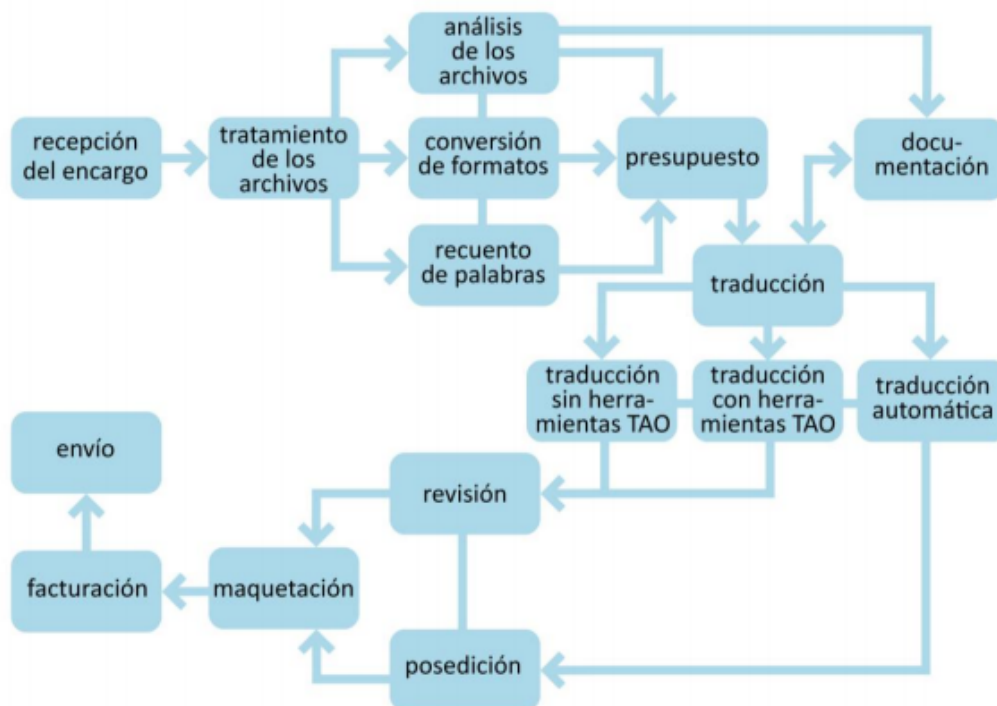 análisis
de los
archivos
recepción
del encargo
tratamiento
de los
archivos
conversión
de formatos
presupuesto
docu-
mentación
recuento
de palabras
traducción
traducción
sin herra-
mientas TAO
traducción
con herra-
mientas TAO
traducción
automática
envío
revisión
facturación
maquetación
posedición